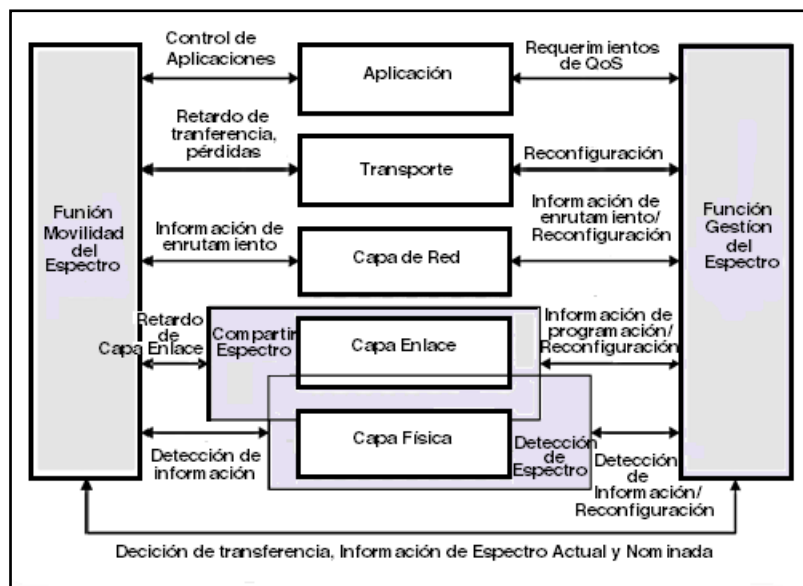 Control de
Aplicaciones
Aplicación
Requerimientos
de QoS
Retardo de
tranferencia,
pérdidas
Transporte
Reconfiguración
Funión
Movilidad
del
Espectro
Información de
enrutamiento
Capa de Red
Información de
enrutamiento/
Reconfiguración
Función
Gestíon
del
Espectro
Retardo
de
Capa Enlace
Compartir
Espectro
Capa Enlace
Información de
programación/
Reconfiguración
Detección de
información
Capa Física
Detección
de
Espectro
Detección
de
Información/
Reconfiguración
Decición de transferencia, Información de Espectro Actual y Nominada